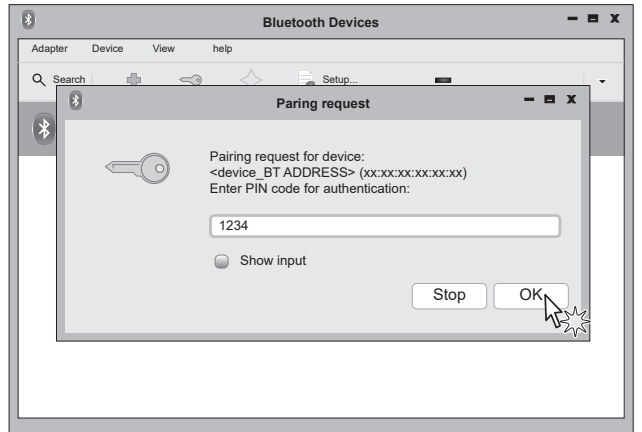 Bluetooth Devices
Adapter Device View help
Search Setup...
Paring request
Pairing request for device:
<device_BT ADDRESS> (xx:xx:xx:xx:xx:xx)
Enter PIN code for authentication:
1234
Show input
Stop OK